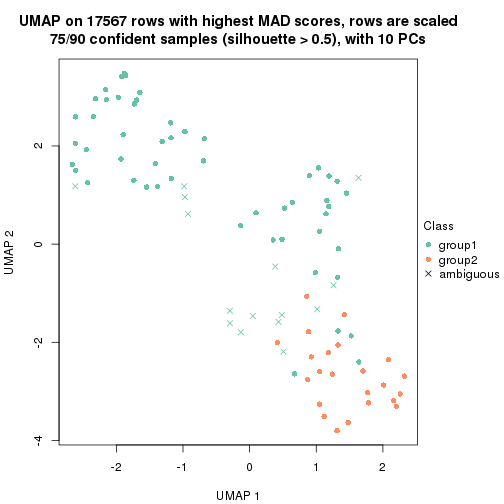 UMAP on 17567 rows with highest MAD scores, rows are scaled
75/90 confident samples (silhouette > 0.5), with 10 PCs
2
0
-2
-4
UMAP 2
-2
-1
0
1
2
UMAP 1
Class
group1
group2
ambiguous